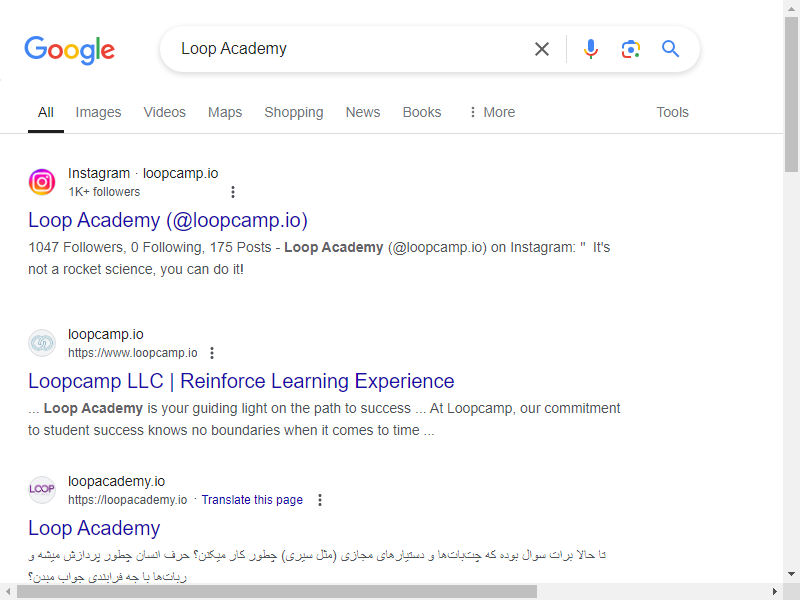 Google
Loop Academy
All Images Videos Maps Shopping News Books More Tools
Instagram · loopcamp.io
1K+ followers
Loop Academy (@loopcamp.io)
1047 Followers, 0 Following, 175 Posts - Loop Academy (@loopcamp.io) on Instagram: " It's
not a rocket science, you can do it!
loopcamp.io
https://www.loopcamp.io
Loopcamp LLC | Reinforce Learning Experience
... Loop Academy is your guiding light on the path to success ... At Loopcamp, our commitment
to student success knows no boundaries when it comes to time ...
LOOP
loopacademy.io
https://loopacademy.io · Translate this page
Loop Academy
تا حالا برات سوال بوده که چت‌بات‌ها و دستیارهای مجازی (مثل سیری) چطور کار میکنن؟ حرف انسان چطور پردازش میشه و
ربات‌ها با چه فرایندی جواب میدن؟